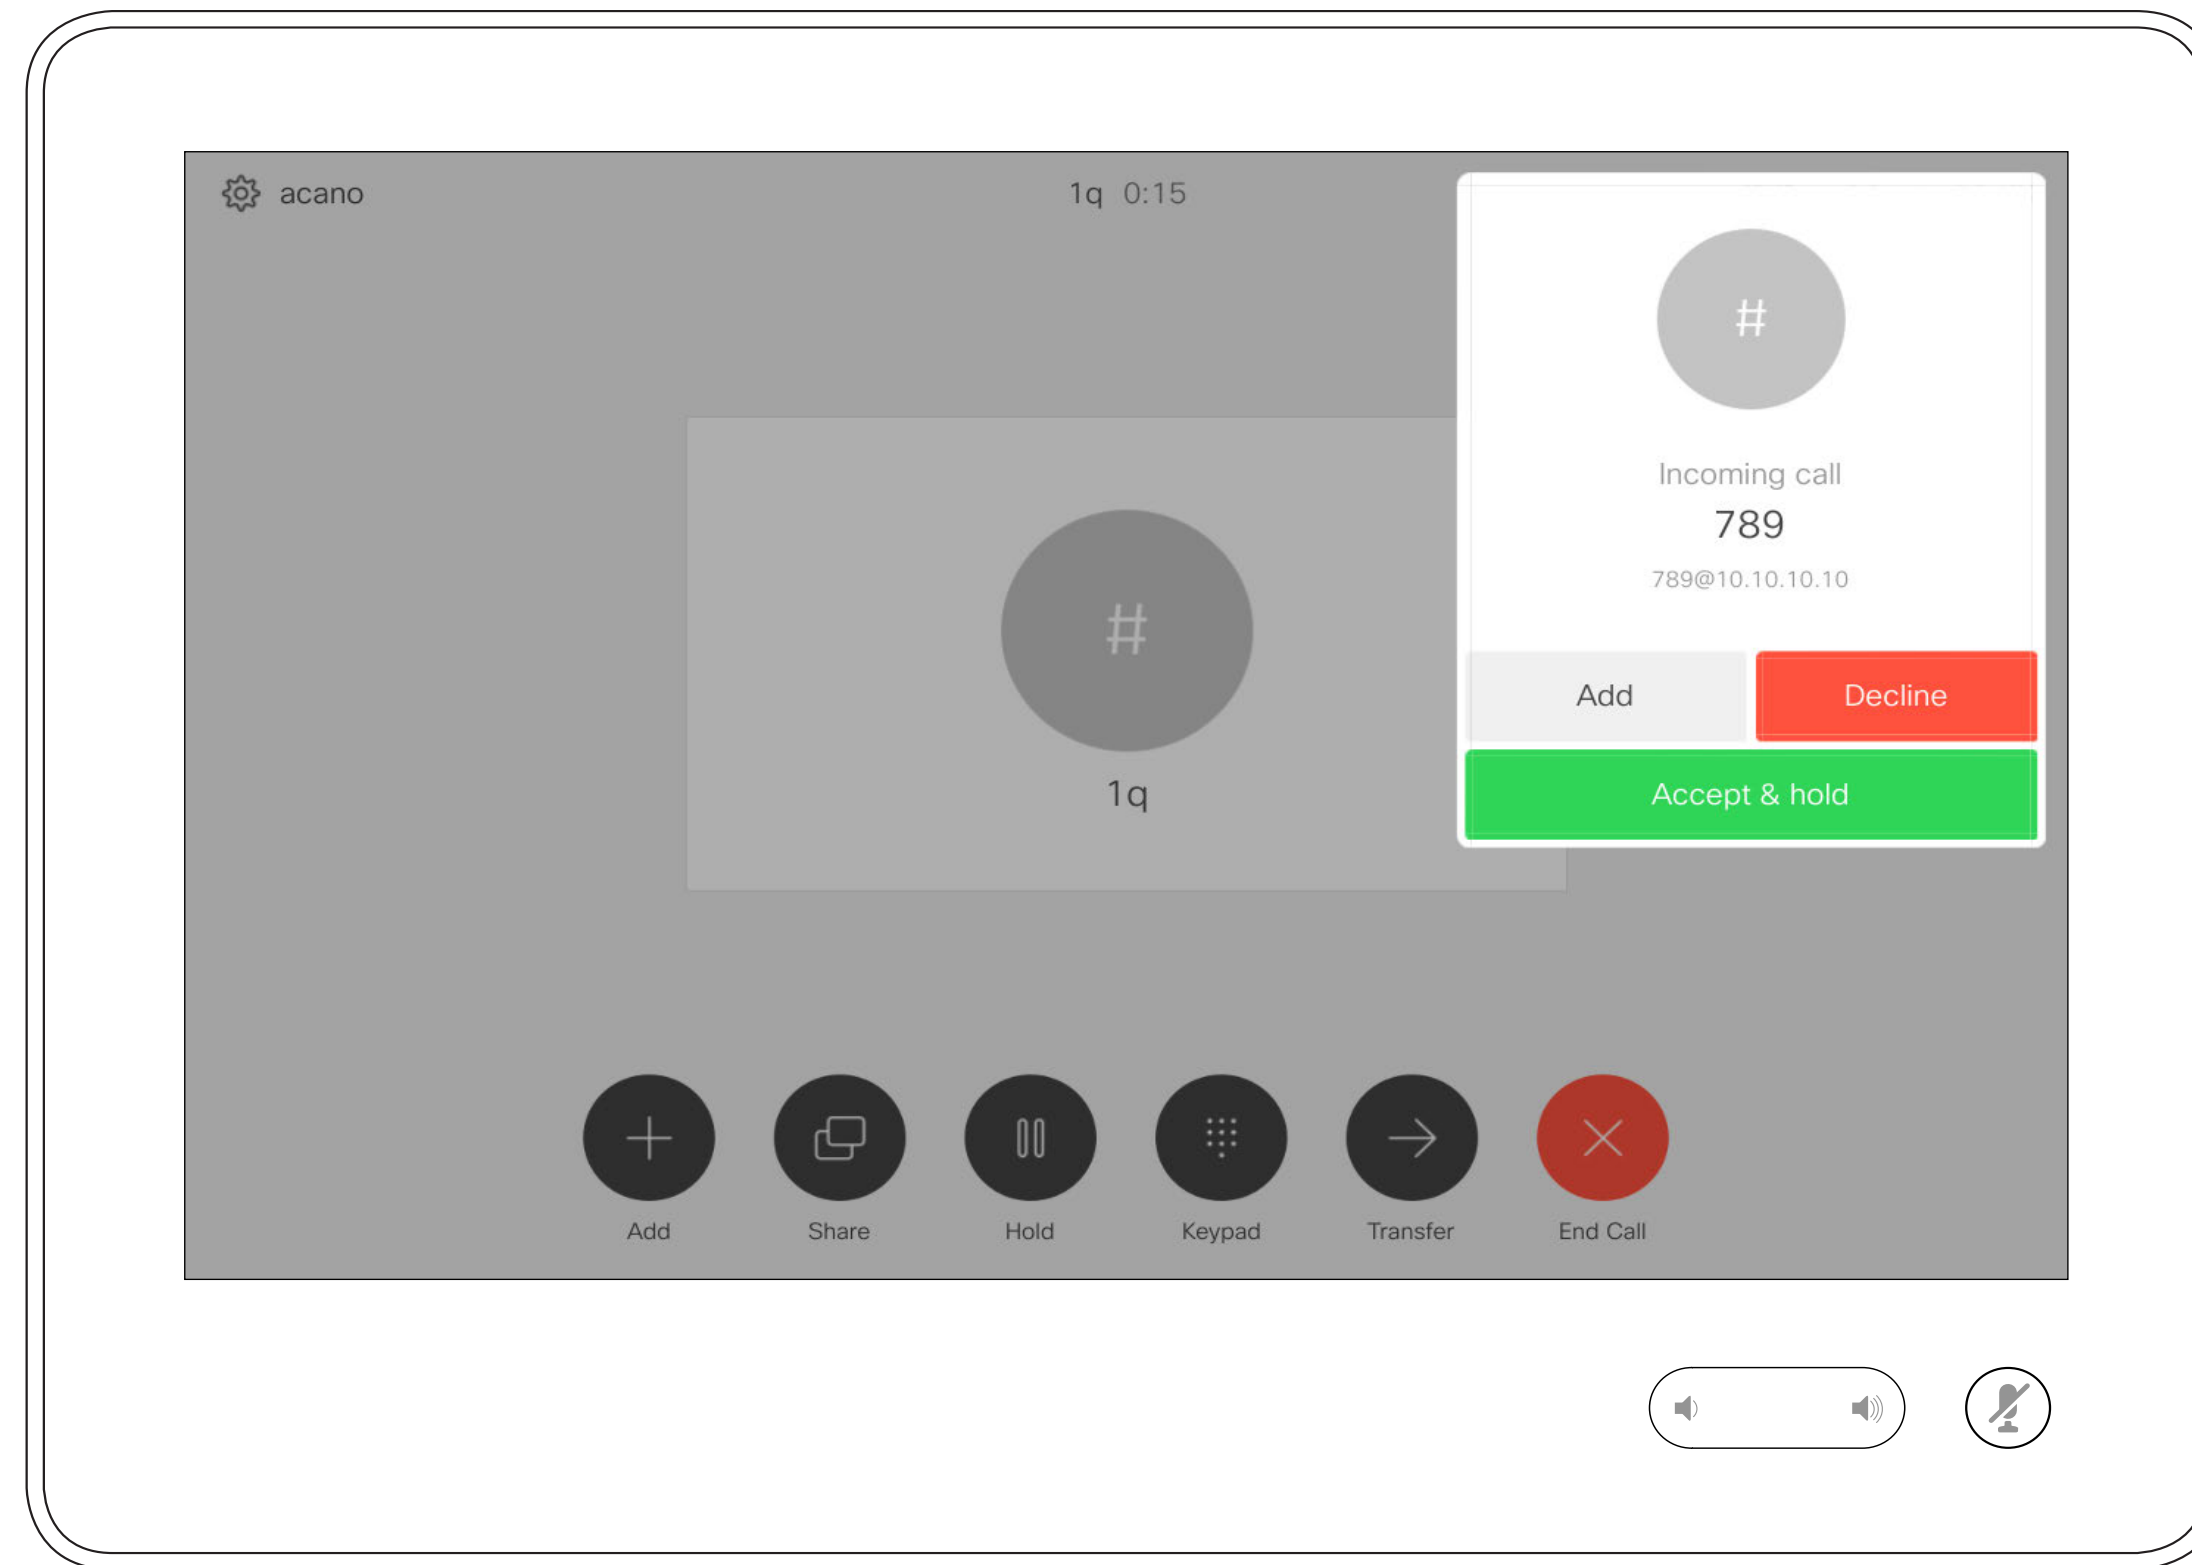 acano
1q 0:15
#
Incoming call
789
789@10.10.10.10
Add
Decline
Accept & hold
#
1q
Add
Share
Hold
Keypad
Transfer
End Call